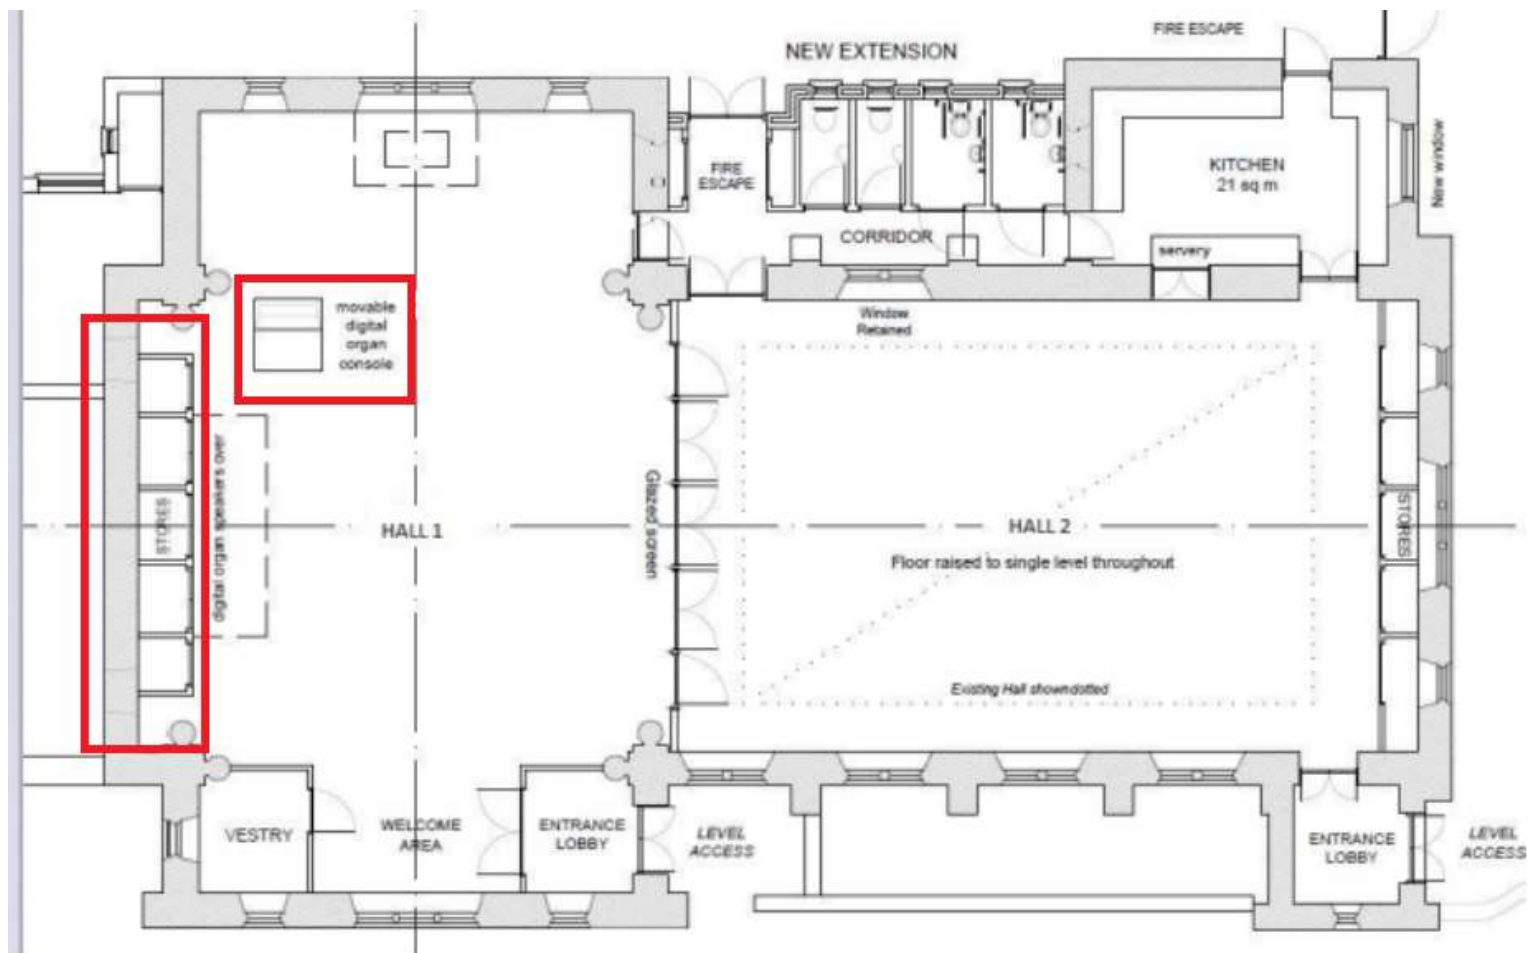 FIRE ESCAPE
NEW EXTENSION
New window
FIRE
ESCAPE
KITCHEN
21 sq m
CORRIDOR
servery
movable
digital
organ
console
Window
Retained
STORES
digital organ speakers over
HALL 1
Glazed screen
HALL 2
Floor raised to single level throughout
STORES
Existing Hall showndotted
VESTRY
WELCOME
AREA
ENTRANCE
LOBBY
LEVEL
ACCESS
ENTRANCE
LOBBY
LEVEL
ACCESS